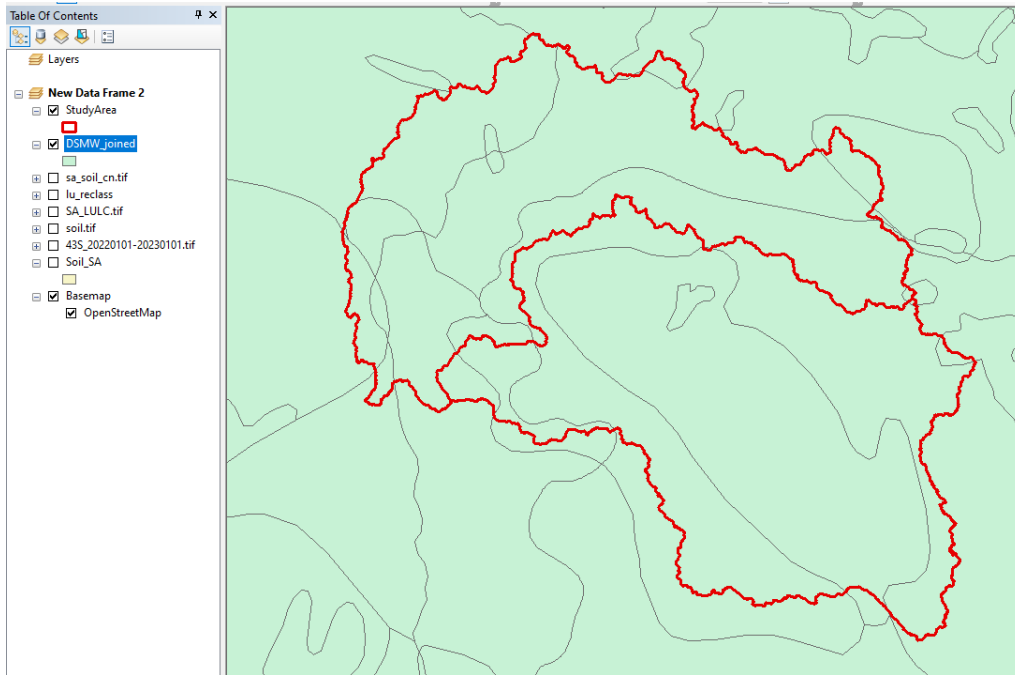 Table Of Contents
Layers
New Data Frame 2
StudyArea
DSMW_joined
sa_soil_cn.tif
lu_reclass
SA_LULC.tif
soil.tif
43S_20220101-20230101.tif
Soil_SA
Basemap
OpenStreetMap